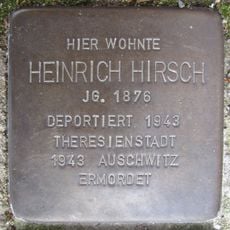 HIER WOHNTE
HEINRICH HIRSCH
JG. 1876
DEPORTIERT 1943
THERESIENSTADT
1943 AUSCHWITZ
ERMORDET